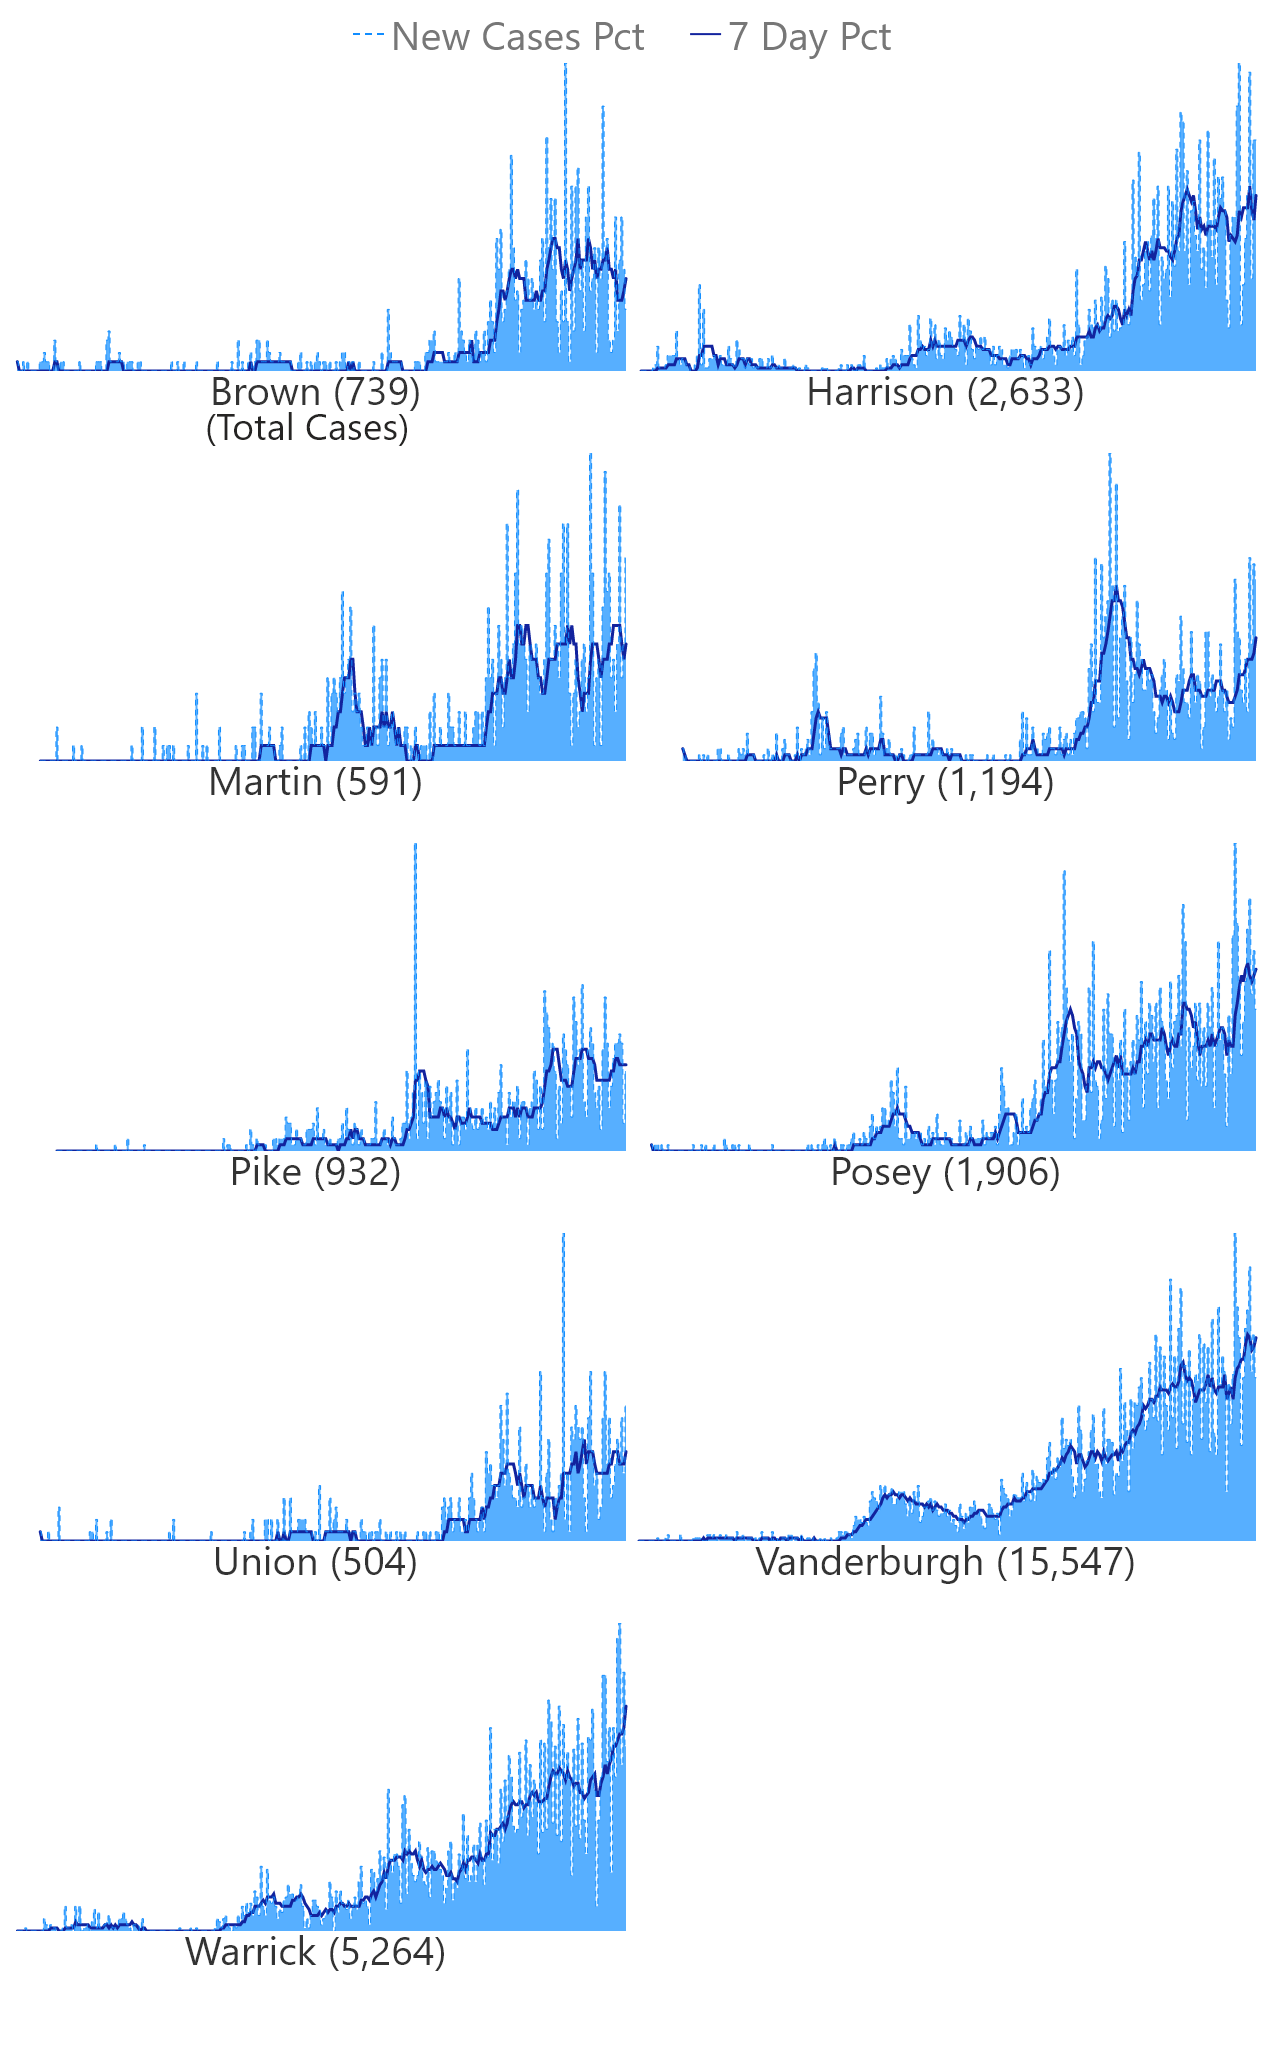 New Cases Pct 7 Day Pct
Brown (739) Harrison (2,633)
(Total Cases)
Martin (591) Perry (1,194)
Pike (932) Posey (1,906)
Union (504) Vanderburgh (15,547)
Warrick (5,264)